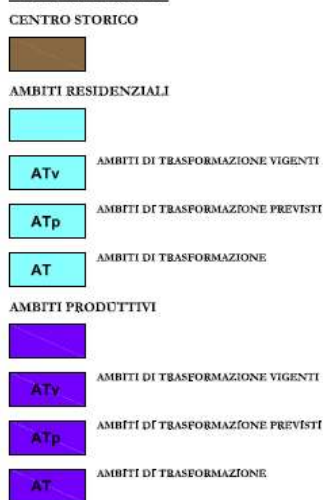 CENTRO STORICO
AMBITI RESIDENZIALI
ATv AMBITI DI TRASFORMAZIONE VIGENTI
ATp AMBITI DI TRASFORMAZIONE PREVISTI
AT AMBITI DI TRASFORMAZIONE
AMBITI PRODUTTIVI
ATv AMBITI DI TRASFORMAZIONE VIGENTI
ATp AMBITI DI TRASFORMAZIONE PREVISTI
AT AMBITI DI TRASFORMAZIONE